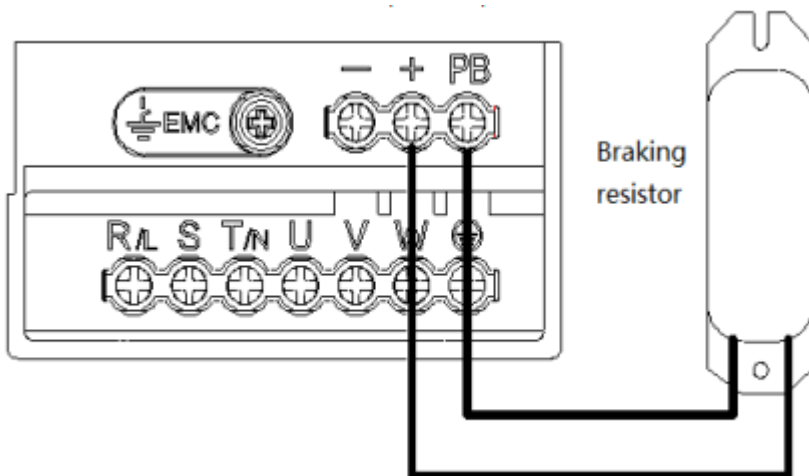 − + PB
EMC
Braking
resistor
R/L S T/N U V W